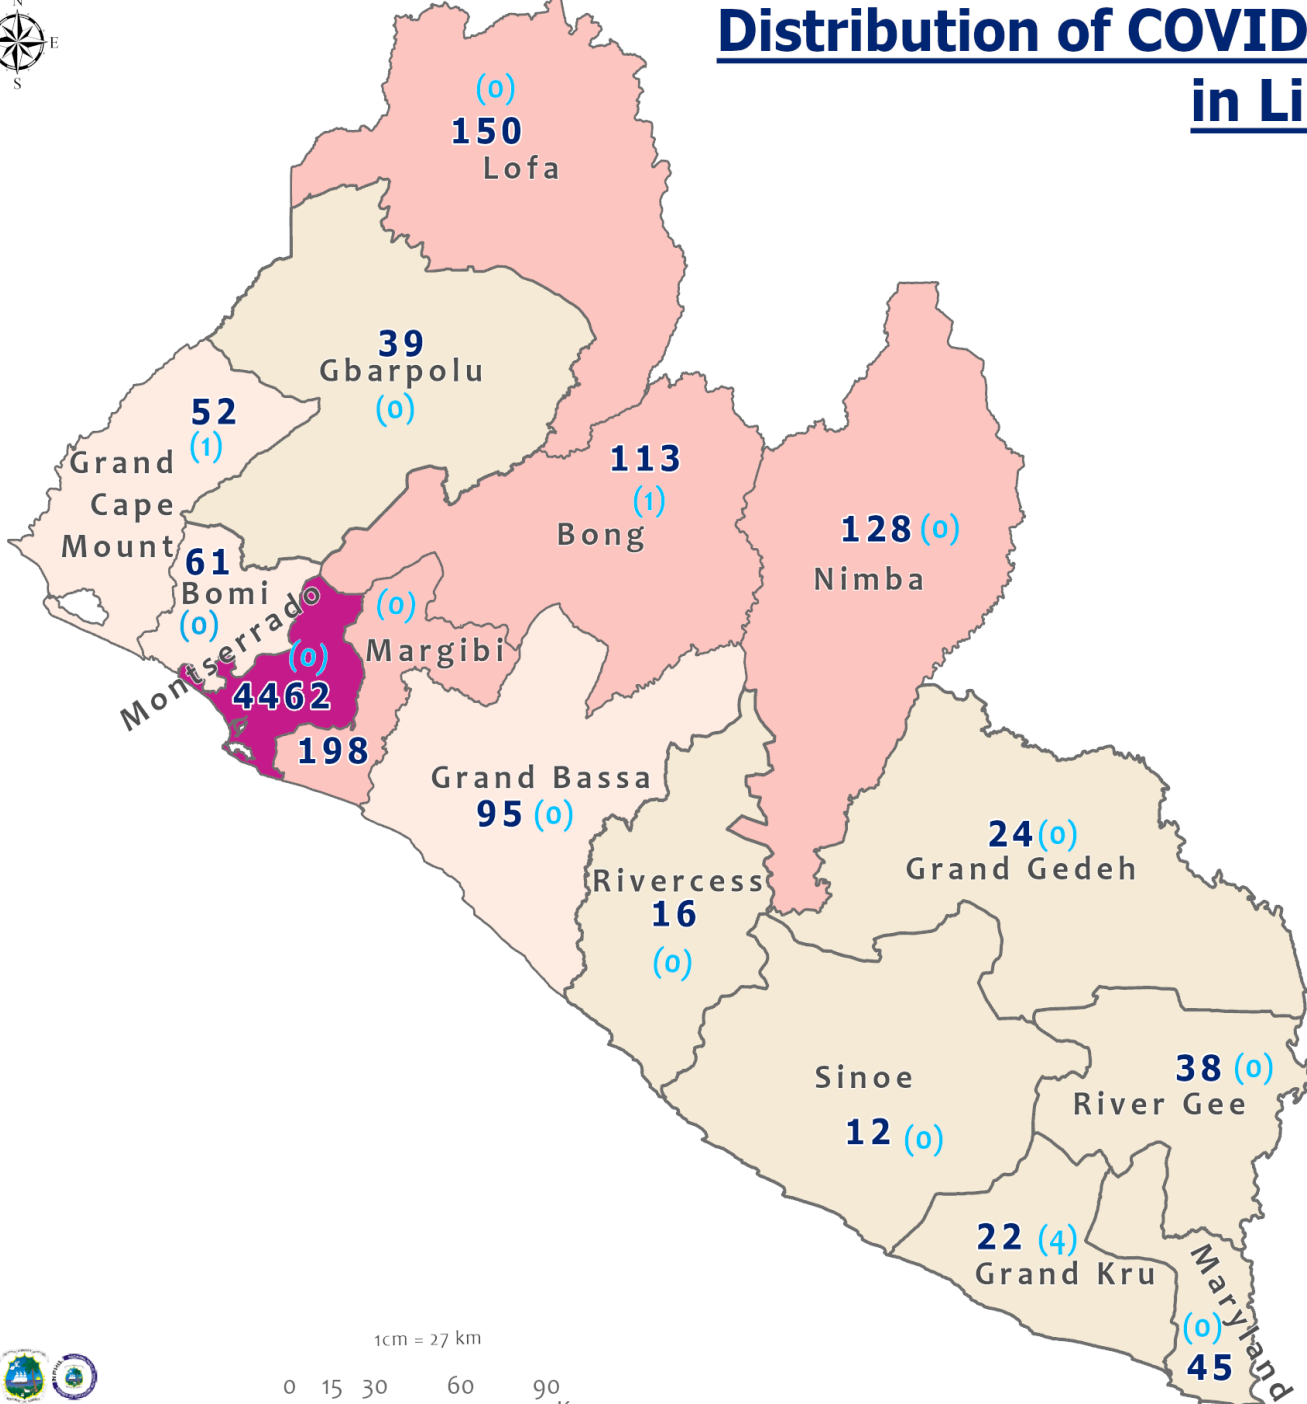 N
E
S
Distribution of COVID
in Li
(0)
150
Lofa
39
Gbarpolu
(0)
52
(1)
Grand
Cape
Mount
113
(1)
Bong
128 (0)
Nimba
61
Bomi
(0)
Montserrado
(0)
4462
(0)
Margibi
198
Grand Bassa
95 (0)
24 (0)
Grand Gedeh
Rivercess
16
(0)
Sinoe
12 (0)
38 (0)
River Gee
22 (4)
Grand Kru
Maryland
(0)
45
1cm = 27 km
0 15 30 60 90